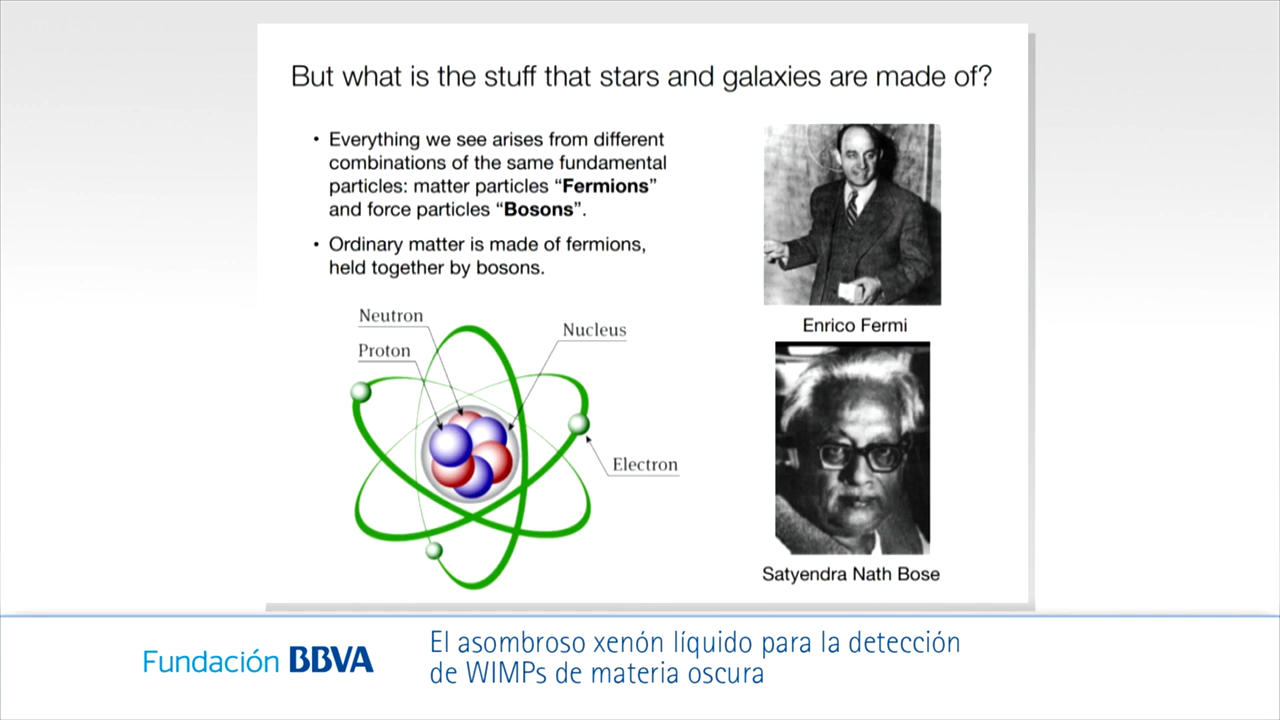 But what is the stuff that stars and galaxies are made of?
• Everything we see arises from different
combinations of the same fundamental
particles: matter particles “Fermions”
and force particles “Bosons”.
• Ordinary matter is made of fermions,
held together by bosons.
Neutron
Proton
Nucleus
Electron
Enrico Fermi
Satyendra Nath Bose
Fundación BBVA
El asombroso xenón líquido para la detección
de WIMPs de materia oscura